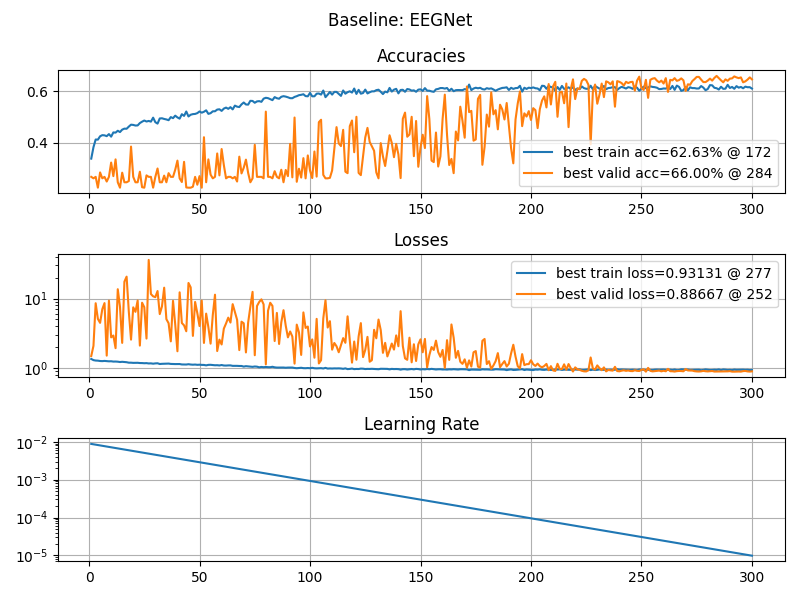 Baseline: EEGNet
Accuracies
0.6
0.4
best train acc=62.63% @ 172
best valid acc=66.00% @ 284
0 50 100 150 200 250 300
Losses
10¹
10⁰
best train loss=0.93131 @ 277
best valid loss=0.88667 @ 252
0 50 100 150 200 250 300
Learning Rate
10⁻²
10⁻³
10⁻⁴
10⁻⁵
0 50 100 150 200 250 300